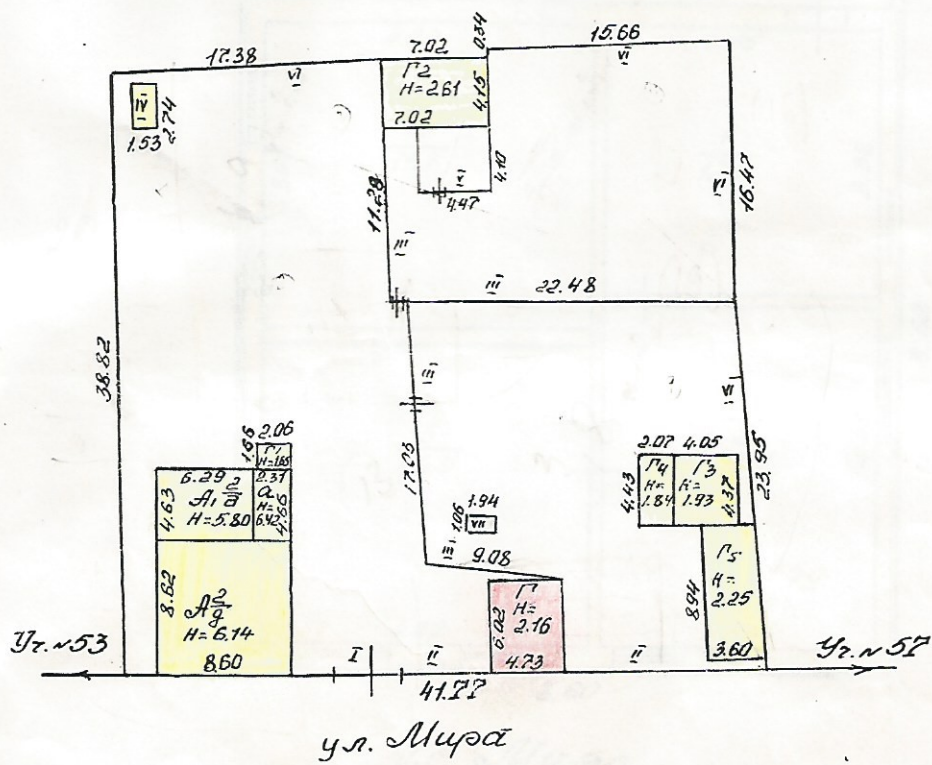 17.38
7.02
0.34
15.66
VI
VI
Г2
H=2.61
4.15
7.02
IV
2.74
1.53
4.10
IV
4.47
VI
16.47
11.28
III
III
22.48
38.82
III
VI
23.95
17.05
2.06
1.65
Г1
6.29
2.31
4.63
А1 2/а
H=5.80
а
H=
6.42
4.66
2.07 4.05
4.43
Г4
H=
1.84
Г3
H=
1.93
4.37
1.94
1.06
VII
III
9.08
8.62
А 2/д
H=6.14
8.60
Г
H=
2.16
6.02
4.73
Г5
H=
2.25
8.94
3.60
Уч. №53
I
II
II
Уч. №57
41.77
ул. Мира